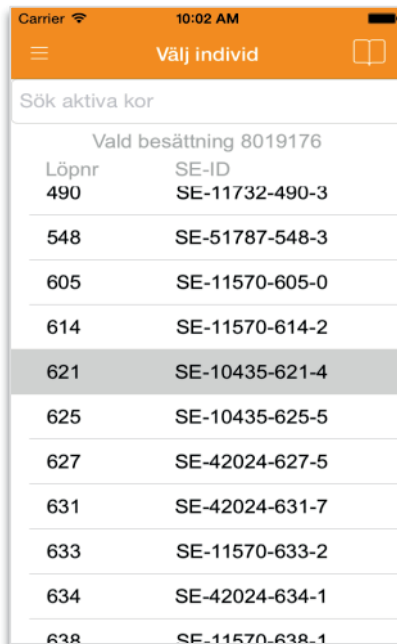 Carrier 10:02 AM
Välj individ
Sök aktiva kor
Vald besättning 8019176
Löpnr SE-ID
490 SE-11732-490-3
548 SE-51787-548-3
605 SE-11570-605-0
614 SE-11570-614-2
621 SE-10435-621-4
625 SE-10435-625-5
627 SE-42024-627-5
631 SE-42024-631-7
633 SE-11570-633-2
634 SE-42024-634-1
638 SE-11570-638-1